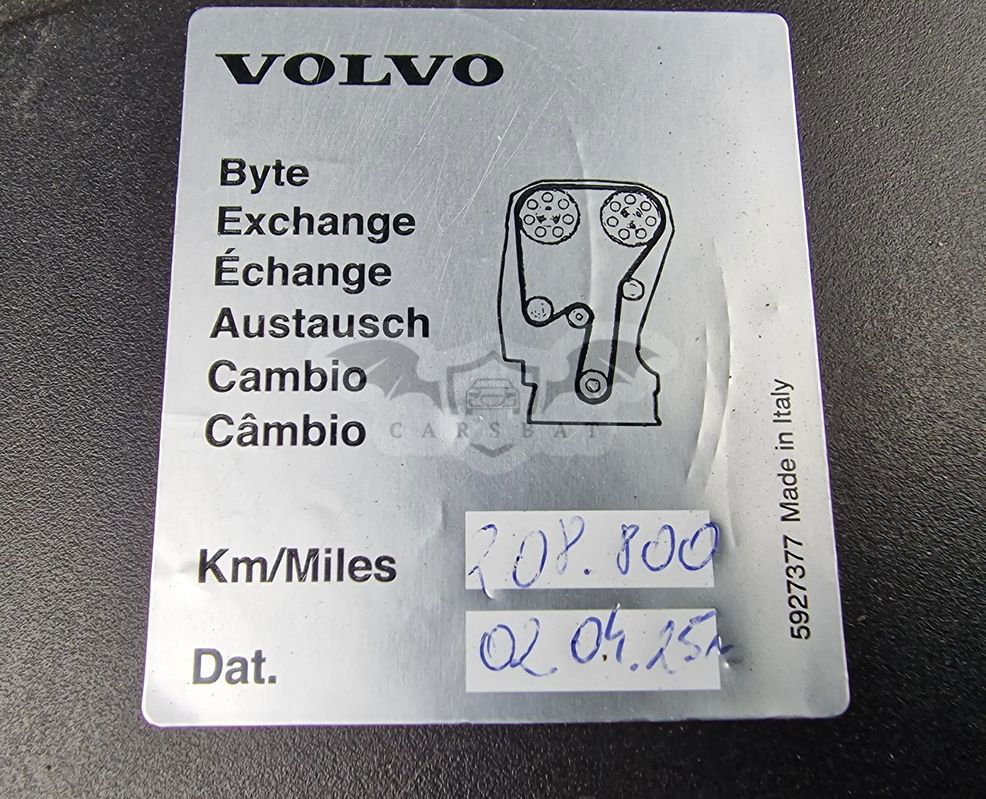 VOLVO
Byte
Exchange
Échange
Austausch
Cambio
Câmbio
CARSBAT
Km/Miles 208.800
Dat. 02.04.25г
5927377 Made in Italy